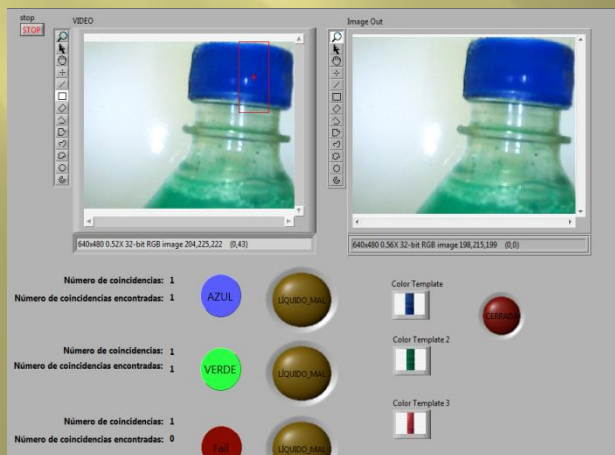 stop
STOP
VIDEO
Image Out
640x480 0.52X 32-bit RGB image 204,225,222 (0,43)
640x480 0.56X 32-bit RGB image 198,215,199 (0,0)
Número de coincidencias: 1
Número de coincidencias encontradas: 1
AZUL
LÍQUIDO_MAL
Color Template
CERRADA
Número de coincidencias: 1
Número de coincidencias encontradas: 1
VERDE
LÍQUIDO_MAL
Color Template 2
Número de coincidencias: 1
Número de coincidencias encontradas: 0
Fail
LÍQUIDO_MAL
Color Template 3